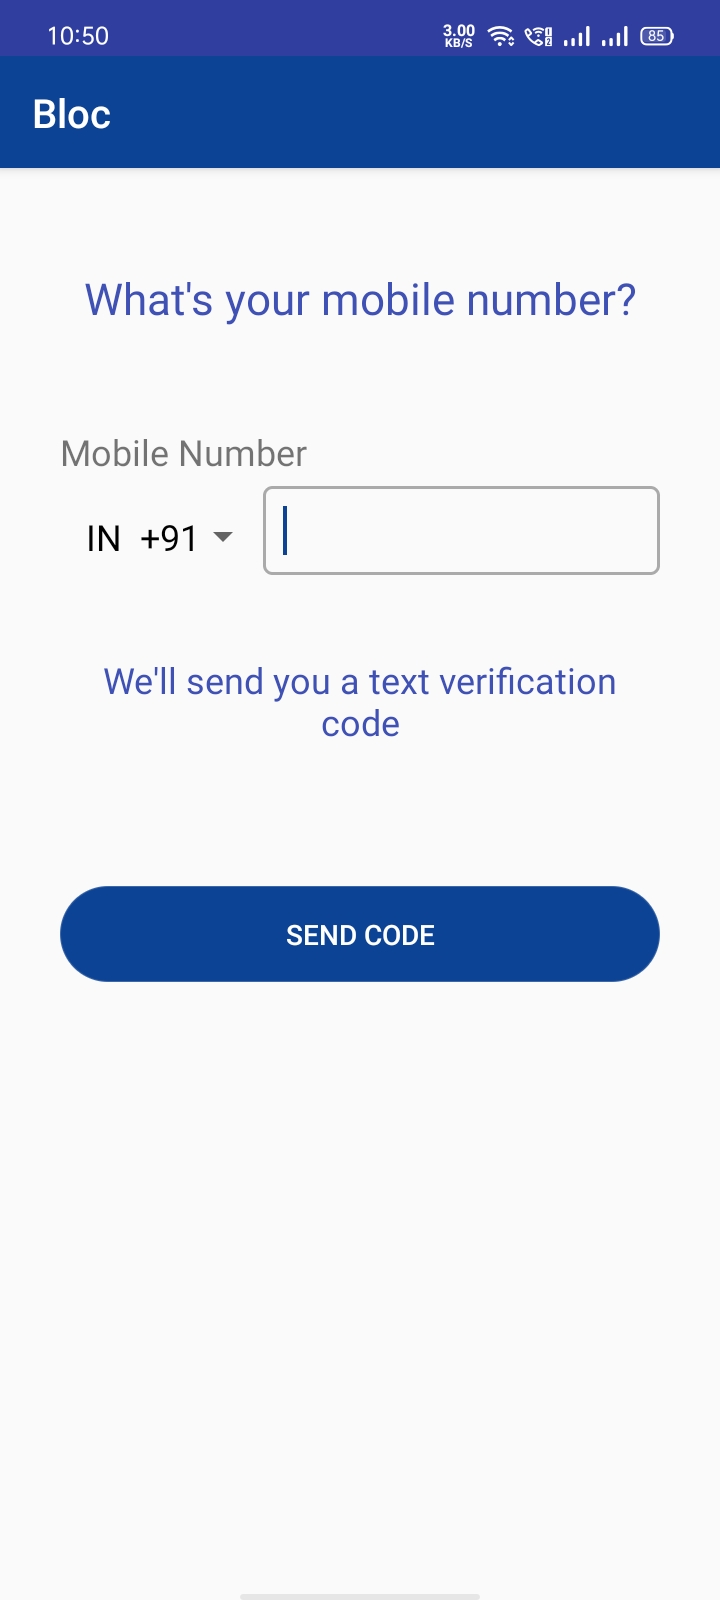 10:50
3.00
KB/S
85
Bloc
What's your mobile number?
Mobile Number
IN +91
We'll send you a text verification
code
SEND CODE